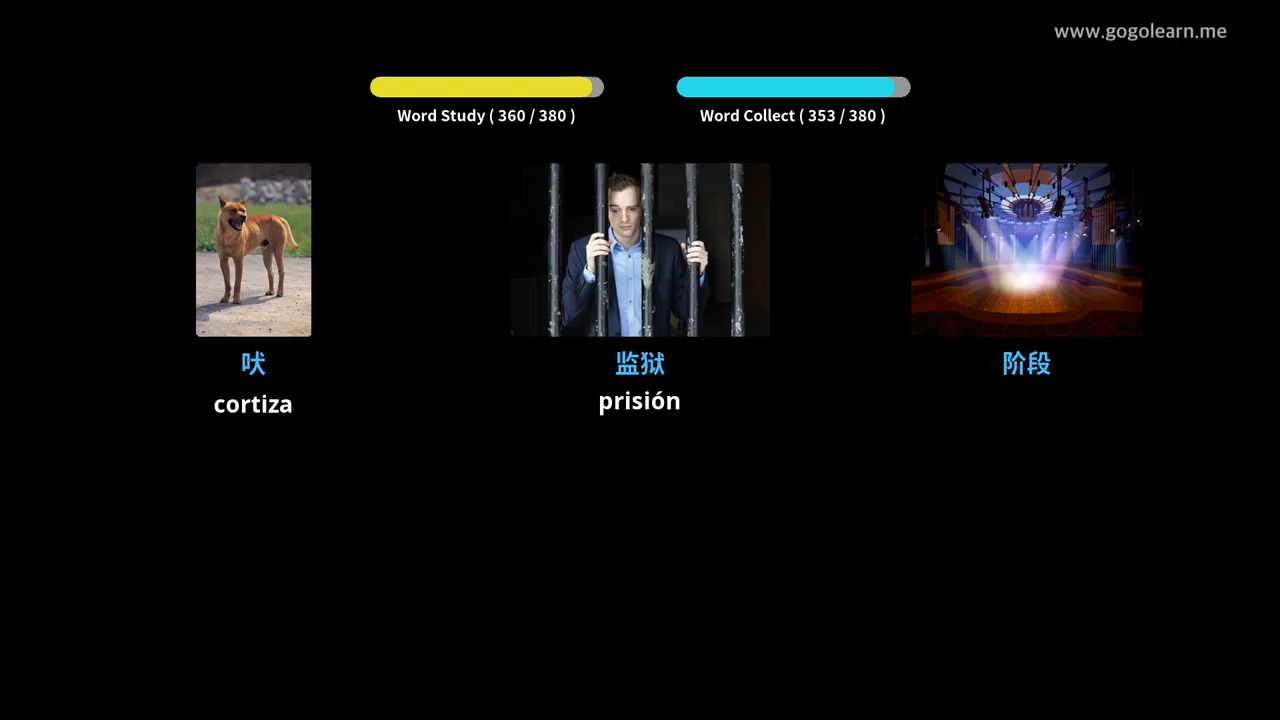 www.gogolearn.me
Word Study ( 360 / 380 )
Word Collect ( 353 / 380 )
吠
监狱
阶段
cortiza
prisión